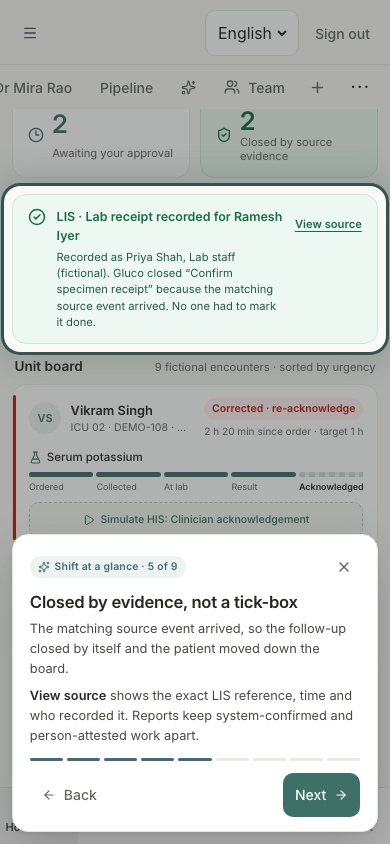 English
Sign out
Dr Mira Rao
Pipeline
Team
2
Awaiting your approval
2
Closed by source
evidence
LIS · Lab receipt recorded for Ramesh
Iyer
View source
Recorded as Priya Shah, Lab staff
(fictional). Gluco closed “Confirm
specimen receipt” because the matching
source event arrived. No one had to mark
it done.
Unit board
9 fictional encounters · sorted by urgency
VS
Vikram Singh
Corrected · re-acknowledge
ICU 02 · DEMO-108 · ...
2 h 20 min since order · target 1 h
Serum potassium
Ordered
Collected
At lab
Result
Acknowledged
Simulate HIS: Clinician acknowledgement
Shift at a glance · 5 of 9
Closed by evidence, not a tick-box
The matching source event arrived, so the follow-up
closed by itself and the patient moved down the
board.
View source shows the exact LIS reference, time and
who recorded it. Reports keep system-confirmed and
person-attested work apart.
Back
Next